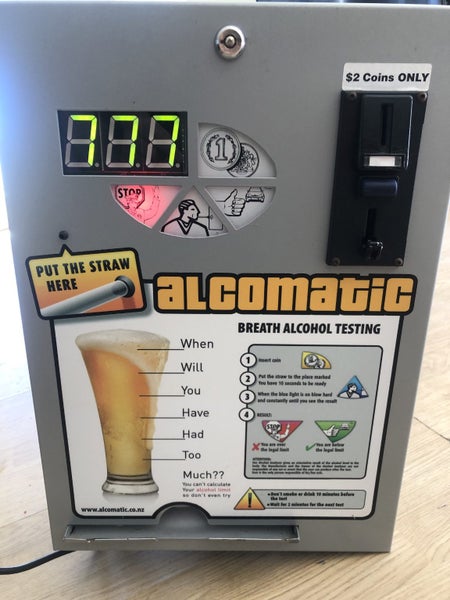 $2 Coins ONLY
777
1
STOP
PUT THE STRAW
HERE
aLcomatic
BREATH ALCOHOL TESTING
When
Will
You
Have
Had
Too
Much??
You can't calculate
Your alcohol limit
so don't even try
www.alcomatic.co.nz
1 Insert coin
2 Put the straw to the place marked
You have 10 seconds to be ready
3 When the blue light is on blow hard
and constantly until you see the result
4 RESULT:
STOP
You are over
the legal limit
You are below
the legal limit
•Don't smoke or drink 10 minutes before
the test
•Wait for 2 minutes for the next test